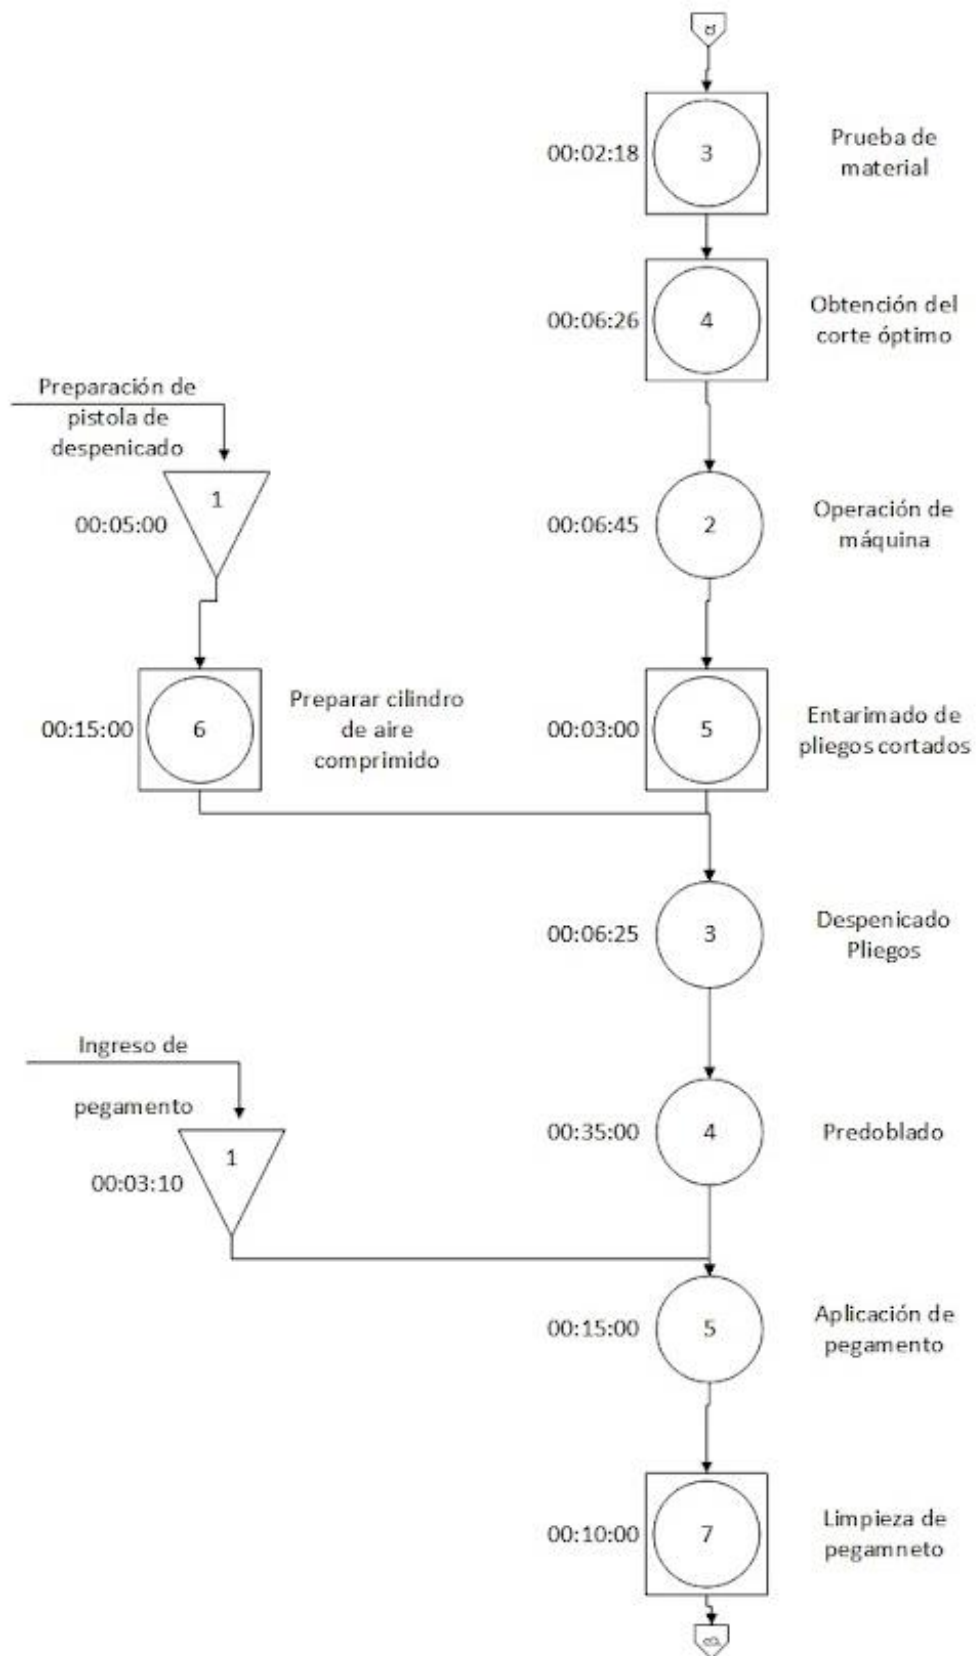 00:02:18
3
Prueba de
material
00:06:26
4
Obtención del
corte óptimo
Preparación de
pistola de
despenicado
1
00:05:00
00:06:45
2
Operación de
máquina
00:15:00
6
Preparar cilindro
de aire
comprimido
00:03:00
5
Entarimado de
pliegos cortados
00:06:25
3
Despenicado
Pliegos
Ingreso de
pegamento
1
00:03:10
00:35:00
4
Predoblado
00:15:00
5
Aplicación de
pegamento
00:10:00
7
Limpieza de
pegamneto